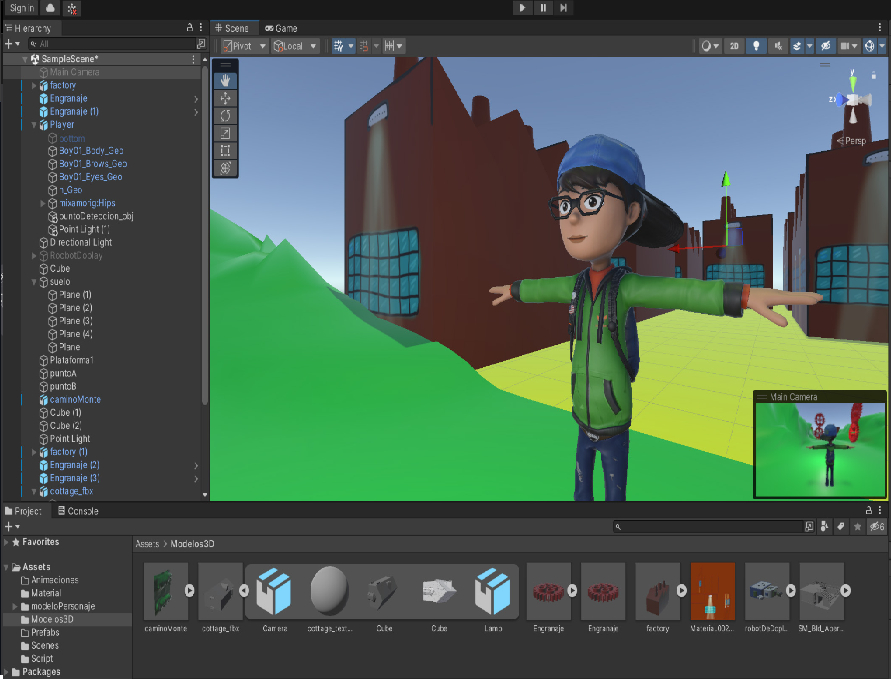 Sign in
Hierarchy
All
SampleScene*
Main Camera
factory
Engranaje
Engranaje (1)
Player
bottom
Boy01_Body_Geo
Boy01_Brows_Geo
Boy01_Eyes_Geo
h_Geo
mixamorig:Hips
puntoDeteccion_obj
Point Light (1)
Directional Light
RocbotCoplay
Cube
suelo
Plane (1)
Plane (2)
Plane (3)
Plane (4)
Plane
Plataforma1
puntoA
puntoB
caminoMonte
Cube (1)
Cube (2)
Point Light
factory (1)
Engranaje (2)
Engranaje (3)
cottage_fbx
Scene
Game
Pivot
Local
2D
Persp
Main Camera
Project
Console
6
Favorites
Assets
Animaciones
Material
modeloPersonaje
Modelos3D
Prefabs
Scenes
Script
Packages
Assets > Modelos3D
caminoMonte
cottage_fbx
Camera
cottage_text...
Cube
Cube
Lamp
Engranaje
Engranaje
factory
Material.002...
robotDeCopl...
SM_Bld_Apar...